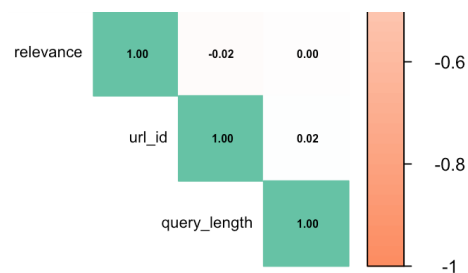 relevance 1.00 -0.02 0.00
-0.6
url_id 1.00 0.02
-0.8
query_length 1.00
-1